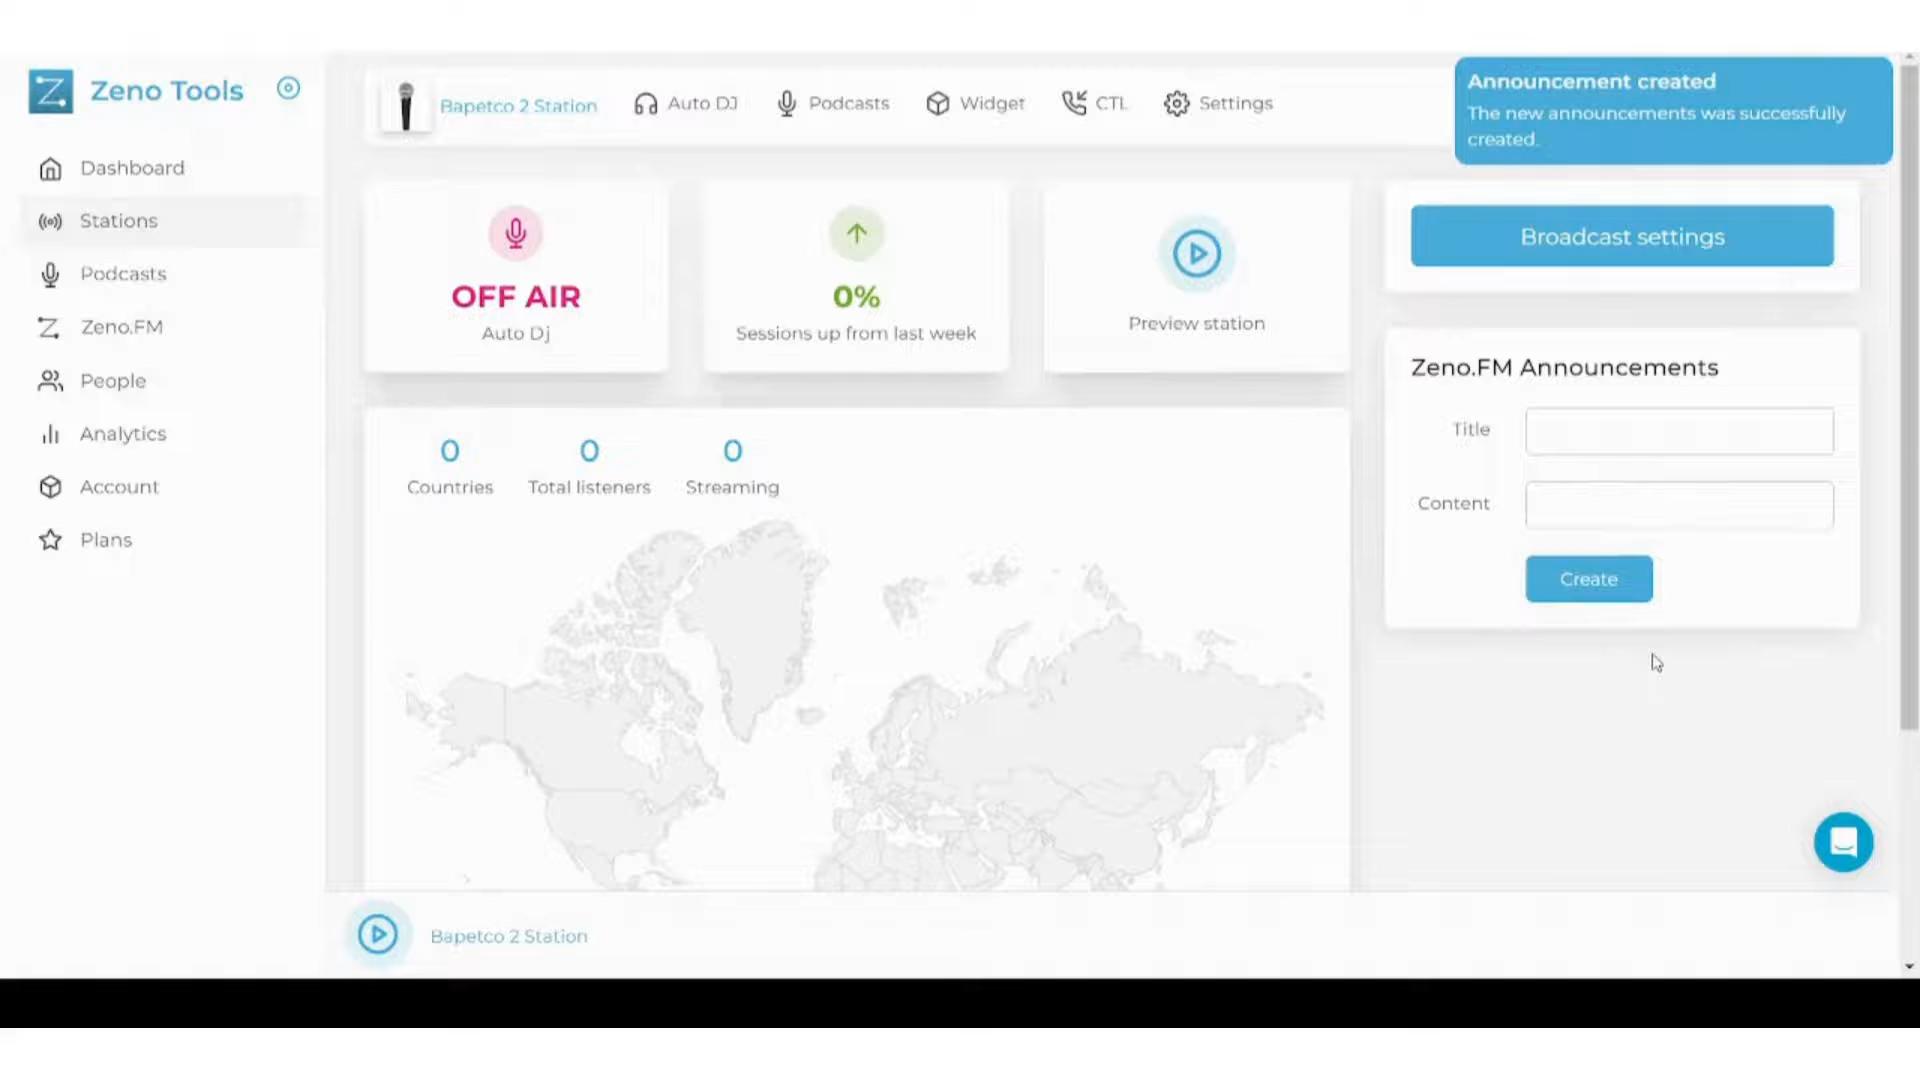 Zeno Tools
Dashboard
Stations
Podcasts
Zeno.FM
People
Analytics
Account
Plans
Bapetco 2 Station
Auto DJ
Podcasts
Widget
CTL
Settings
Announcement created
The new announcements was successfully
created.
OFF AIR
Auto Dj
0%
Sessions up from last week
Preview station
Broadcast settings
Zeno.FM Announcements
Title
Content
Create
0
Countries
0
Total listeners
0
Streaming
Bapetco 2 Station